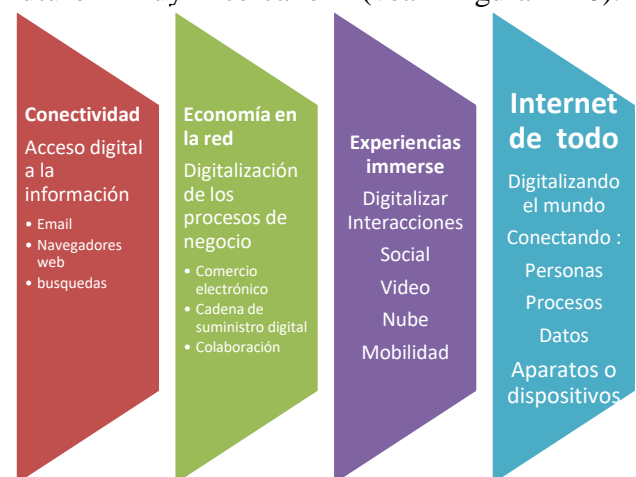 Conectividad
Acceso digital
a la
información
• Email
• Navegadores
web
• busquedas
Economía en
la red
Digitalización
de los
procesos de
negocio
• Comercio
electrónico
• Cadena de
suministro digital
• Colaboración
Experiencias
immerse
Digitalizar
Interacciones
Social
Video
Nube
Mobilidad
Internet
de todo
Digitalizando
el mundo
Conectando :
Personas
Procesos
Datos
Aparatos o
dispositivos